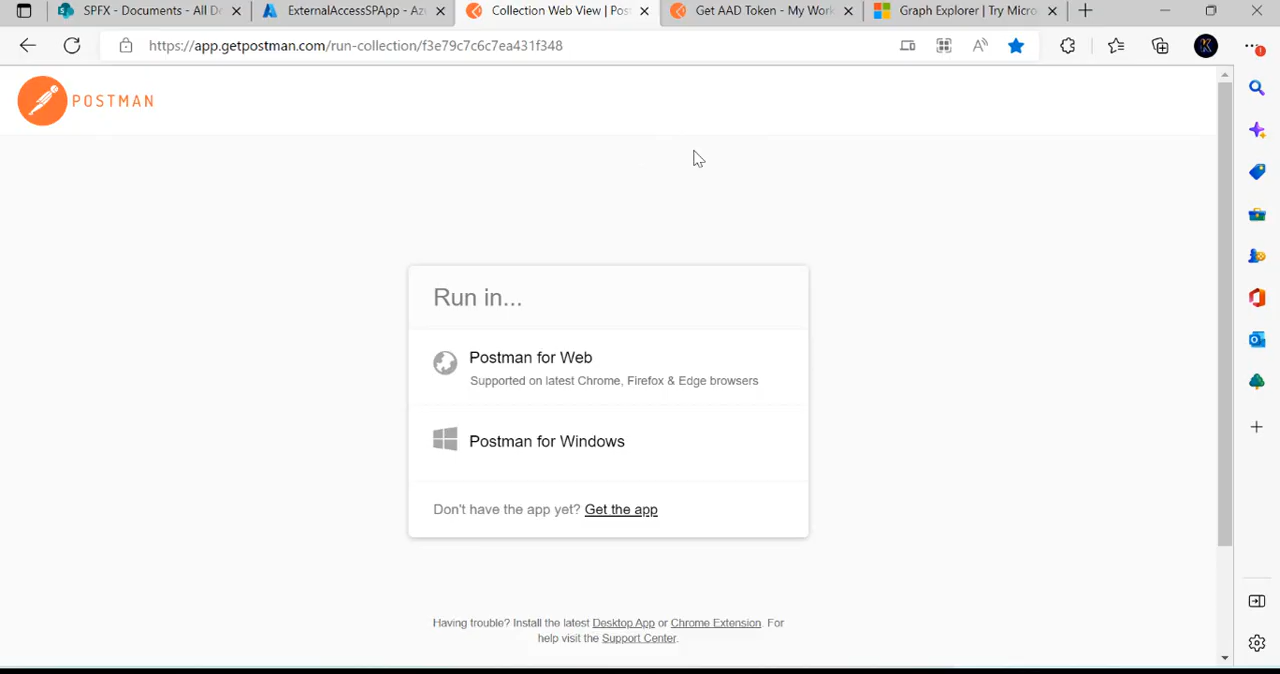 SPFX - Documents - All Do
ExternalAccessSPApp - Azu
Collection Web View | Post
Get AAD Token - My Work
Graph Explorer | Try Micro
https://app.getpostman.com/run-collection/f3e79c7c6c7ea431f348
POSTMAN
Run in...
Postman for Web
Supported on latest Chrome, Firefox & Edge browsers
Postman for Windows
Don't have the app yet? Get the app
Having trouble? Install the latest Desktop App or Chrome Extension. For
help visit the Support Center.